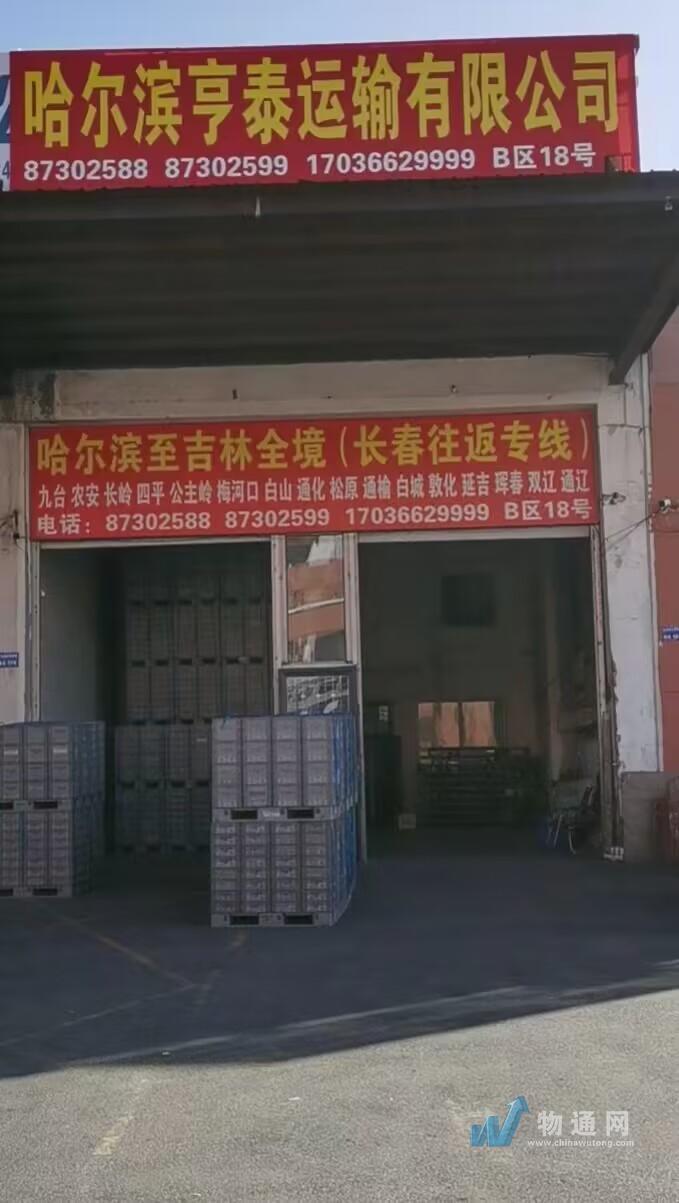 哈尔滨亨泰运输有限公司
87302588 87302599 17036629999 B区18号
哈尔滨至吉林全境(长春往返专线)
九台 农安 长岭 四平 公主岭 梅河口 白山 通化 松原 通榆 白城 敦化 延吉 珲春 双辽 通辽
电话：87302588 87302599 17036629999 B区18号
物通网
www.chinawutong.com